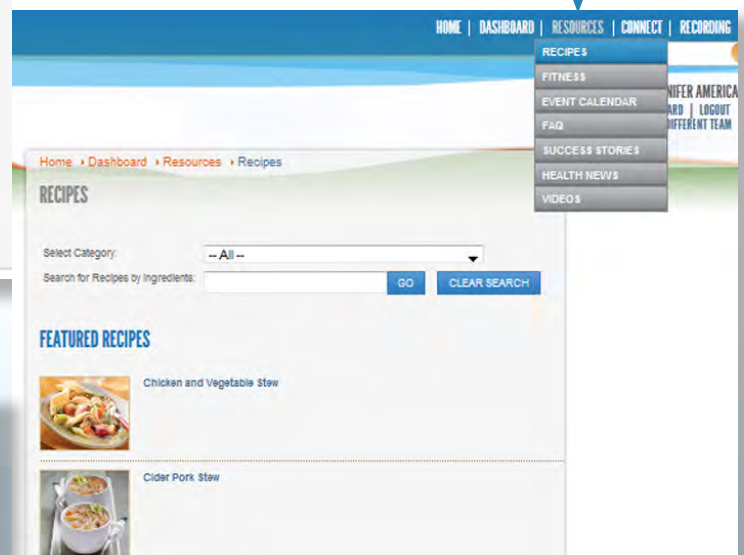 HOME | DASHBOARD | RESOURCES | CONNECT | RECORDING
RECIPES
FITNESS
EVENT CALENDAR
FAQ
SUCCESS STORIES
HEALTH NEWS
VIDEOS
NIFER AMERICA
ARD | LOGOUT
IFFERENT TEAM
Home › Dashboard › Resources › Recipes
RECIPES
Select Category: -- All --
Search for Recipes by Ingredients: GO CLEAR SEARCH
FEATURED RECIPES
Chicken and Vegetable Stew
Cider Pork Stew